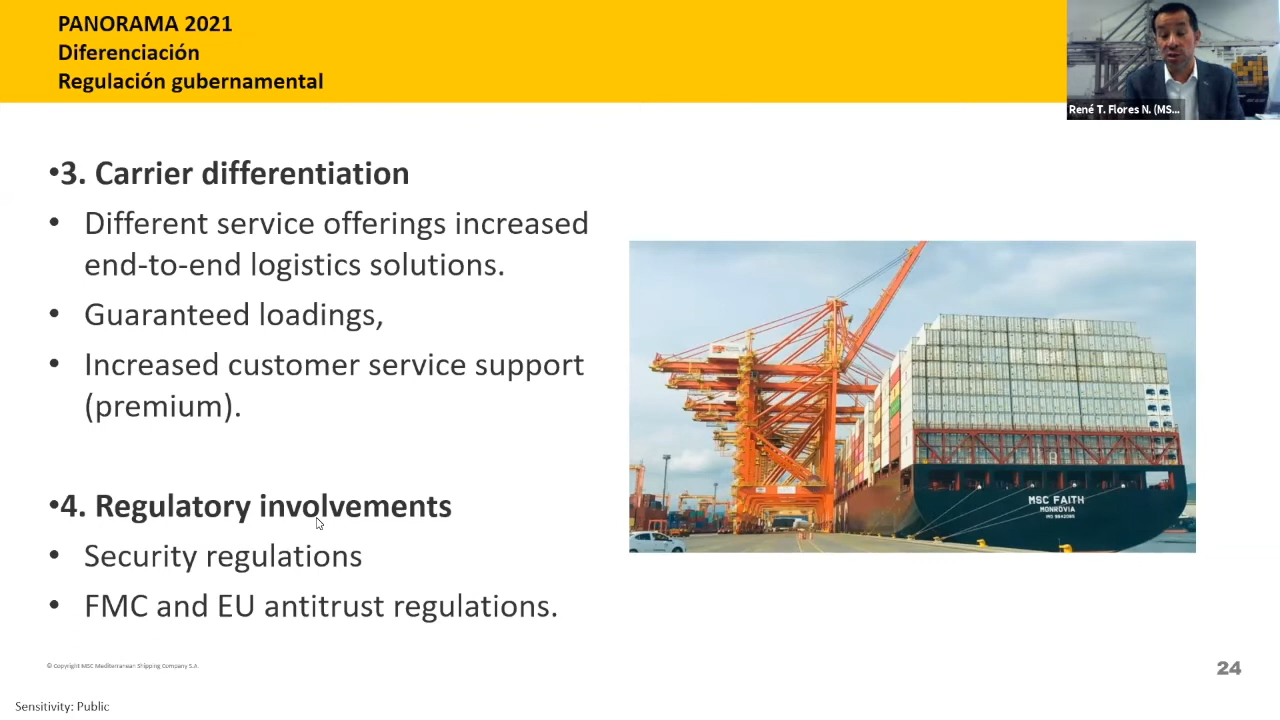 PANORAMA 2021
Diferenciación
Regulación gubernamental
René T. Flores N. (MS...
•3. Carrier differentiation
• Different service offerings increased
end-to-end logistics solutions.
• Guaranteed loadings,
• Increased customer service support
(premium).
•4. Regulatory involvements
• Security regulations
• FMC and EU antitrust regulations.
MSC FAITH
MONROVIA
© Copyright MSC Mediterranean Shipping Company S.A.
24
Sensitivity: Public